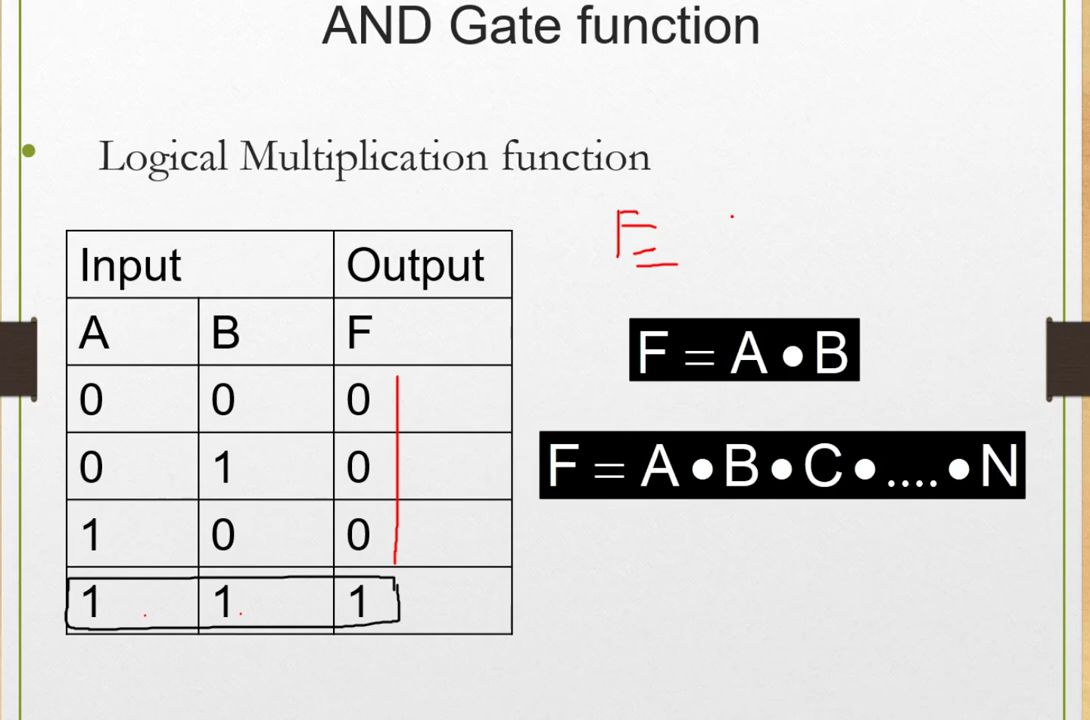 AND Gate function
Logical Multiplication function
Input Output
A B F
0 0 0
0 1 0
1 0 0
1 1 1
F =
F = A•B
F = A•B•C•....•N